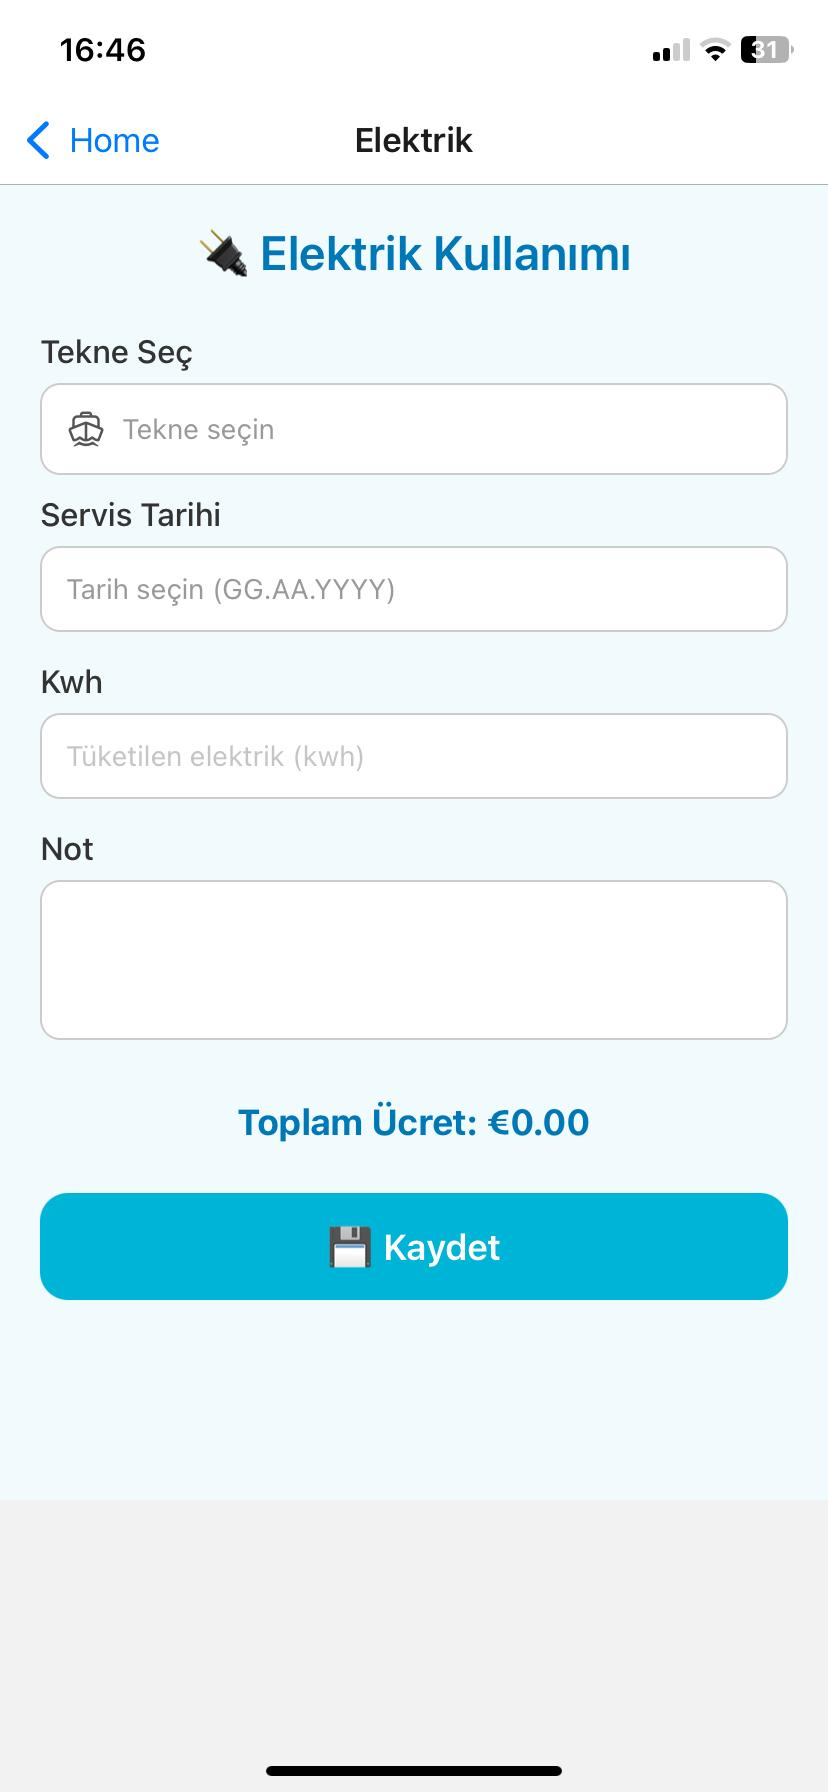 16:46
31
Home
Elektrik
Elektrik Kullanımı
Tekne Seç
Tekne seçin
Servis Tarihi
Tarih seçin (GG.AA.YYYY)
Kwh
Tüketilen elektrik (kwh)
Not
Toplam Ücret: €0.00
Kaydet